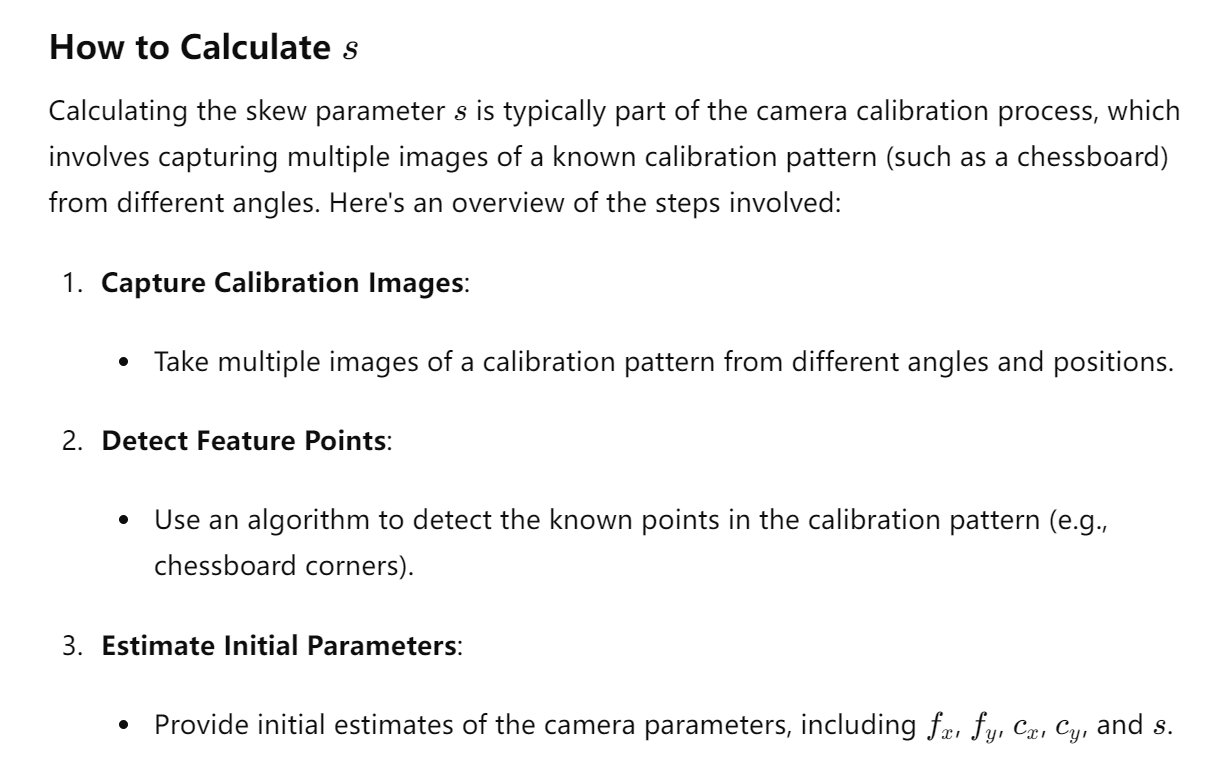 How to Calculate s
Calculating the skew parameter s is typically part of the camera calibration process, which
involves capturing multiple images of a known calibration pattern (such as a chessboard)
from different angles. Here's an overview of the steps involved:
1. Capture Calibration Images:
• Take multiple images of a calibration pattern from different angles and positions.
2. Detect Feature Points:
• Use an algorithm to detect the known points in the calibration pattern (e.g.,
chessboard corners).
3. Estimate Initial Parameters:
• Provide initial estimates of the camera parameters, including f_x, f_y, c_x, c_y, and s.